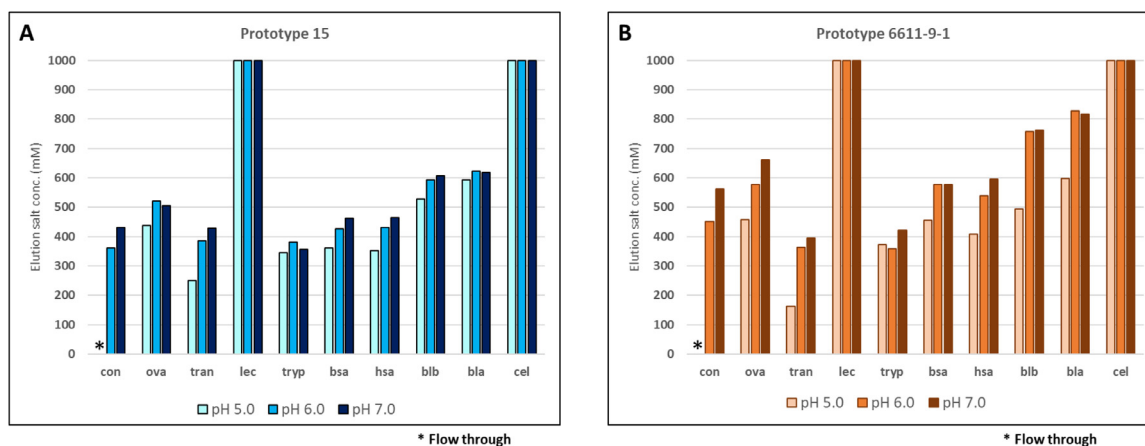 A
Prototype 15
Elution salt conc. (mM)
1000
900
800
700
600
500
400
300
200
100
0
*
con ova tran lec tryp bsa hsa blb bla cel
pH 5.0 pH 6.0 pH 7.0
* Flow through
B
Prototype 6611-9-1
Elution salt conc. (mM)
1000
900
800
700
600
500
400
300
200
100
0
*
con ova tran lec tryp bsa hsa blb bla cel
pH 5.0 pH 6.0 pH 7.0
* Flow through